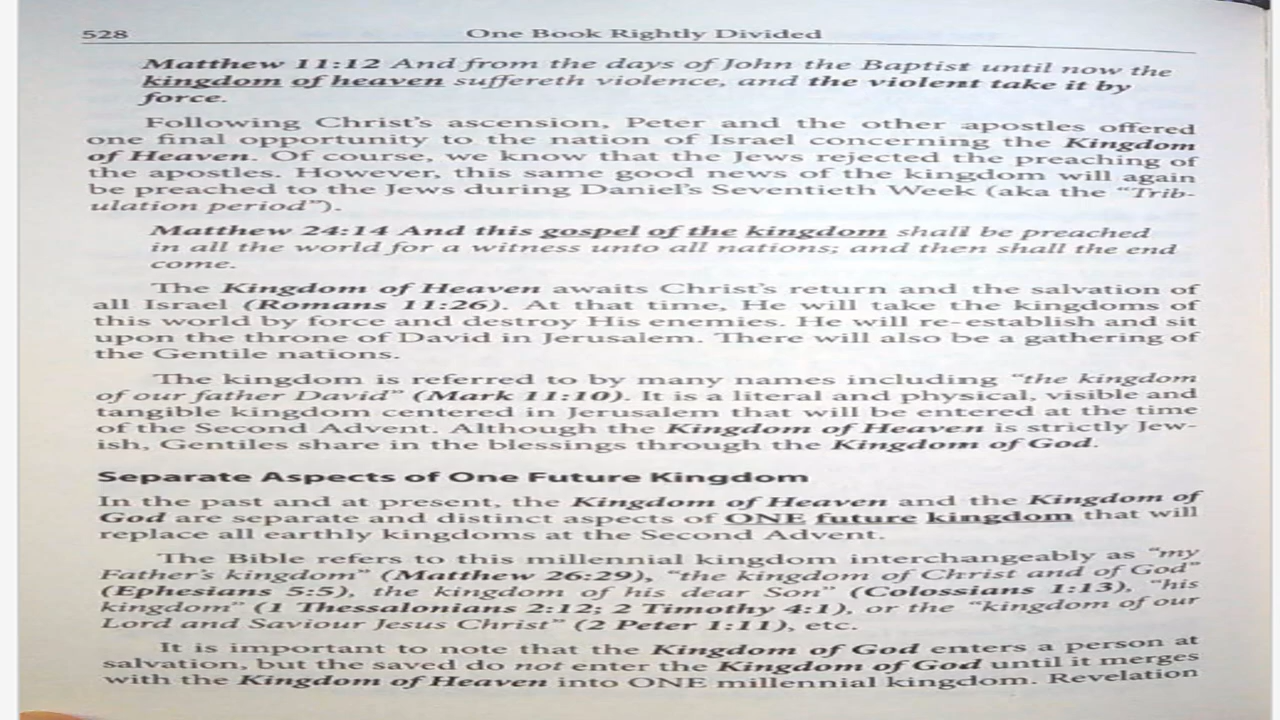 528 One Book Rightly Divided
Matthew 11:12 And from the days of John the Baptist until now the
kingdom of heaven suffereth violence, and the violent take it by
force.
Following Christ's ascension, Peter and the other apostles offered
one final opportunity to the nation of Israel concerning the Kingdom
of Heaven. Of course, we know that the Jews rejected the preaching of
the apostles. However, this same good news of the kingdom will again
be preached to the Jews during Daniel's Seventieth Week (aka the "Trib-
ulation period").
Matthew 24:14 And this gospel of the kingdom shall be preached
in all the world for a witness unto all nations; and then shall the end
come.
The Kingdom of Heaven awaits Christ's return and the salvation of
all Israel (Romans 11:26). At that time, He will take the kingdoms of
this world by force and destroy His enemies. He will re-establish and sit
upon the throne of David in Jerusalem. There will also be a gathering of
the Gentile nations.
The kingdom is referred to by many names including "the kingdom
of our father David" (Mark 11:10). It is a literal and physical, visible and
tangible kingdom centered in Jerusalem that will be entered at the time
of the Second Advent. Although the Kingdom of Heaven is strictly Jew-
ish, Gentiles share in the blessings through the Kingdom of God.
Separate Aspects of One Future Kingdom
In the past and at present, the Kingdom of Heaven and the Kingdom of
God are separate and distinct aspects of ONE future kingdom that will
replace all earthly kingdoms at the Second Advent.
The Bible refers to this millennial kingdom interchangeably as "my
Father's kingdom" (Matthew 26:29), "the kingdom of Christ and of God"
(Ephesians 5:5), the kingdom of his dear Son" (Colossians 1:13), "his
kingdom" (1 Thessalonians 2:12; 2 Timothy 4:1), or the "kingdom of our
Lord and Saviour Jesus Christ" (2 Peter 1:11), etc.
It is important to note that the Kingdom of God enters a person at
salvation, but the saved do not enter the Kingdom of God until it merges
with the Kingdom of Heaven into ONE millennial kingdom. Revelation